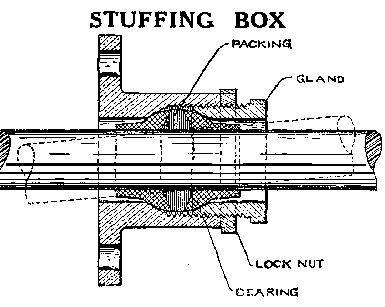 STUFFING BOX
PACKING
GLAND
LOCK NUT
BEARING